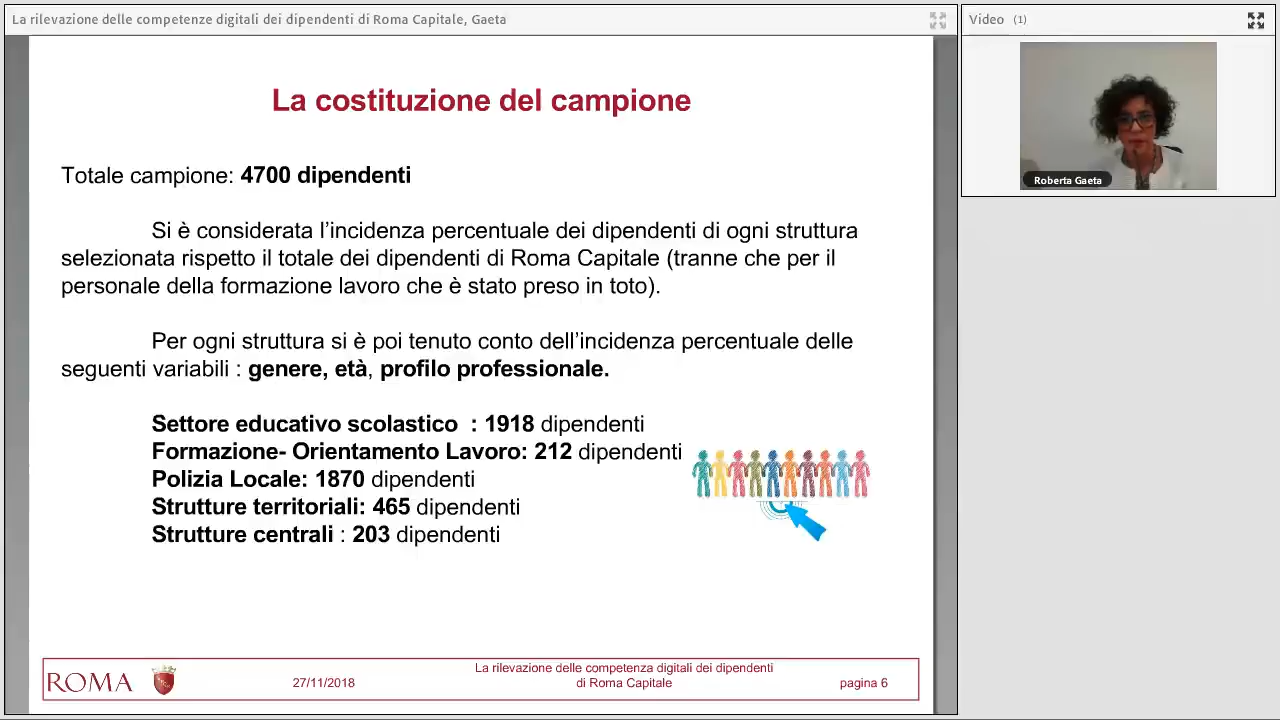 La rilevazione delle competenze digitali dei dipendenti di Roma Capitale, Gaeta
Video (1)
Roberta Gaeta
La costituzione del campione
Totale campione: 4700 dipendenti
Si è considerata l’incidenza percentuale dei dipendenti di ogni struttura
selezionata rispetto il totale dei dipendenti di Roma Capitale (tranne che per il
personale della formazione lavoro che è stato preso in toto).
Per ogni struttura si è poi tenuto conto dell’incidenza percentuale delle
seguenti variabili : genere, età, profilo professionale.
Settore educativo scolastico : 1918 dipendenti
Formazione- Orientamento Lavoro: 212 dipendenti
Polizia Locale: 1870 dipendenti
Strutture territoriali: 465 dipendenti
Strutture centrali : 203 dipendenti
ROMA
27/11/2018
La rilevazione delle competenza digitali dei dipendenti
di Roma Capitale
pagina 6